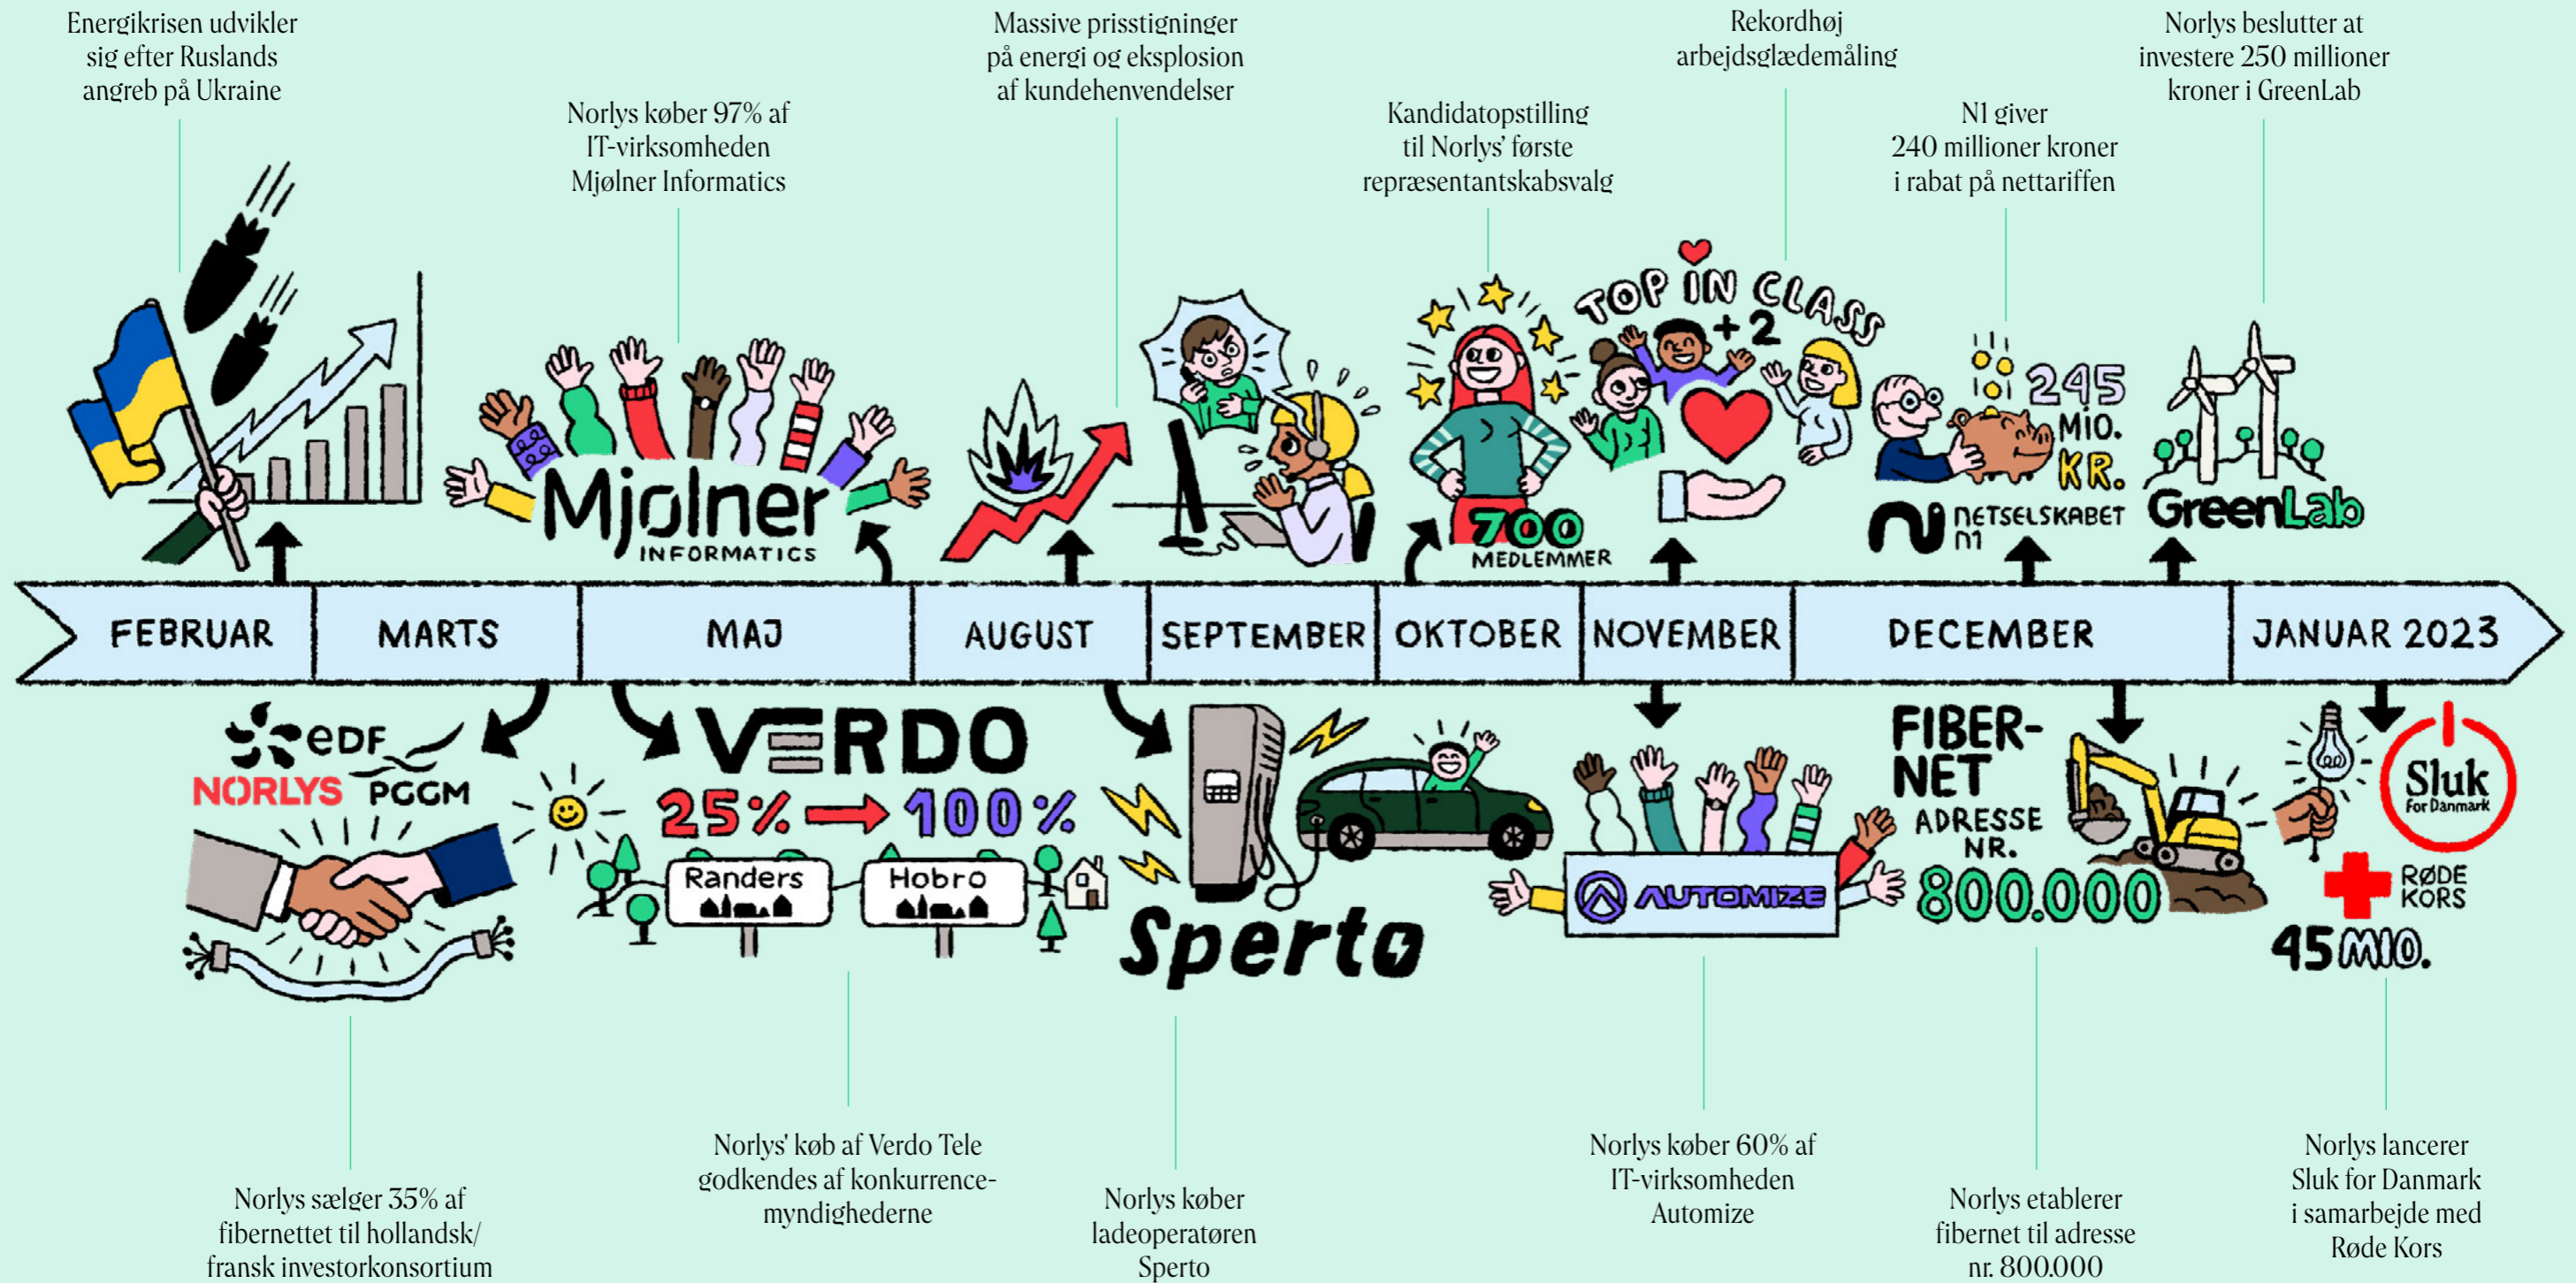 Energikrisen udvikler
sig efter Ruslands
angreb på Ukraine
Norlys køber 97% af
IT-virksomheden
Mjølner Informatics
Massive prisstigninger
på energi og eksplosion
af kundehenvendelser
Kandidatopstilling
til Norlys’ første
repræsentantskabsvalg
Rekordhøj
arbejdsglædemåling
N1 giver
240 millioner kroner
i rabat på nettariffen
Norlys beslutter at
investere 250 millioner
kroner i GreenLab
Mjølner
INFORMATICS
700
MEDLEMMER
TOP IN CLASS
+2
245
MIO.
KR.
NETSELSKABET
N1
GreenLab
FEBRUAR
MARTS
MAJ
AUGUST
SEPTEMBER
OKTOBER
NOVEMBER
DECEMBER
JANUAR 2023
eDF
NORLYS
PGGM
VERDO
25%
100%
Randers
Hobro
Spertø
AUTOMIZE
FIBER-
NET
ADRESSE
NR.
800.000
Sluk
for Danmark
RØDE
KORS
45 MIO.
Norlys sælger 35% af
fibernettet til hollandsk/
fransk investorkonsortium
Norlys' køb af Verdo Tele
godkendes af konkurrence-
myndighederne
Norlys køber
ladeoperatøren
Sperto
Norlys køber 60% af
IT-virksomheden
Automize
Norlys etablerer
fibernet til adresse
nr. 800.000
Norlys lancerer
Sluk for Danmark
i samarbejde med
Røde Kors